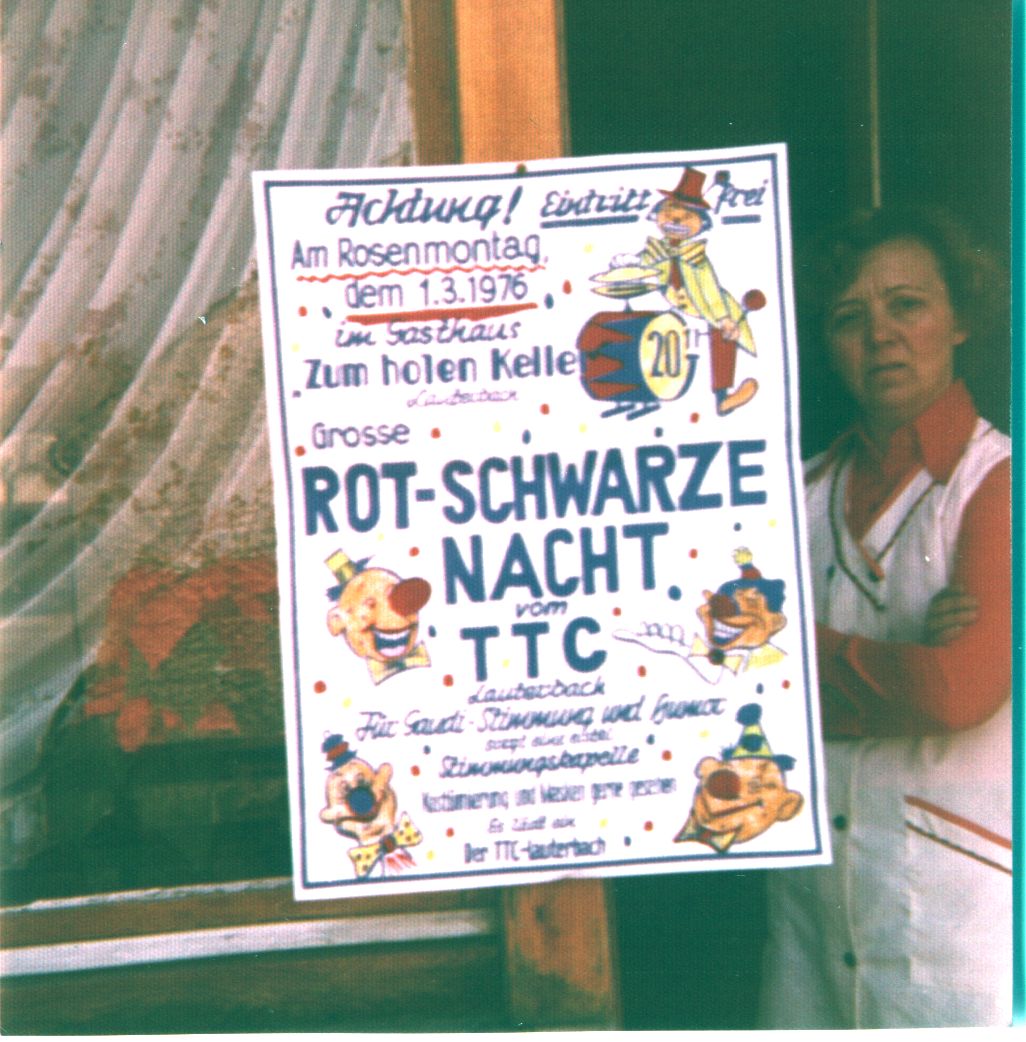 Achtung! Eintritt frei
Am Rosenmontag,
dem 1.3.1976
im Gasthaus
"Zum holen Kelle
20 Uhr
Lauterbach
Grosse
ROT-SCHWARZE
NACHT
vom
TTC
Lauterbach
Für Gaudi-Stimmung und humor
sorgt eine
Stimmungskapelle
Kostümierung und Masken gerne gesehen
Es lädt ein
Der TTC-Lauterbach